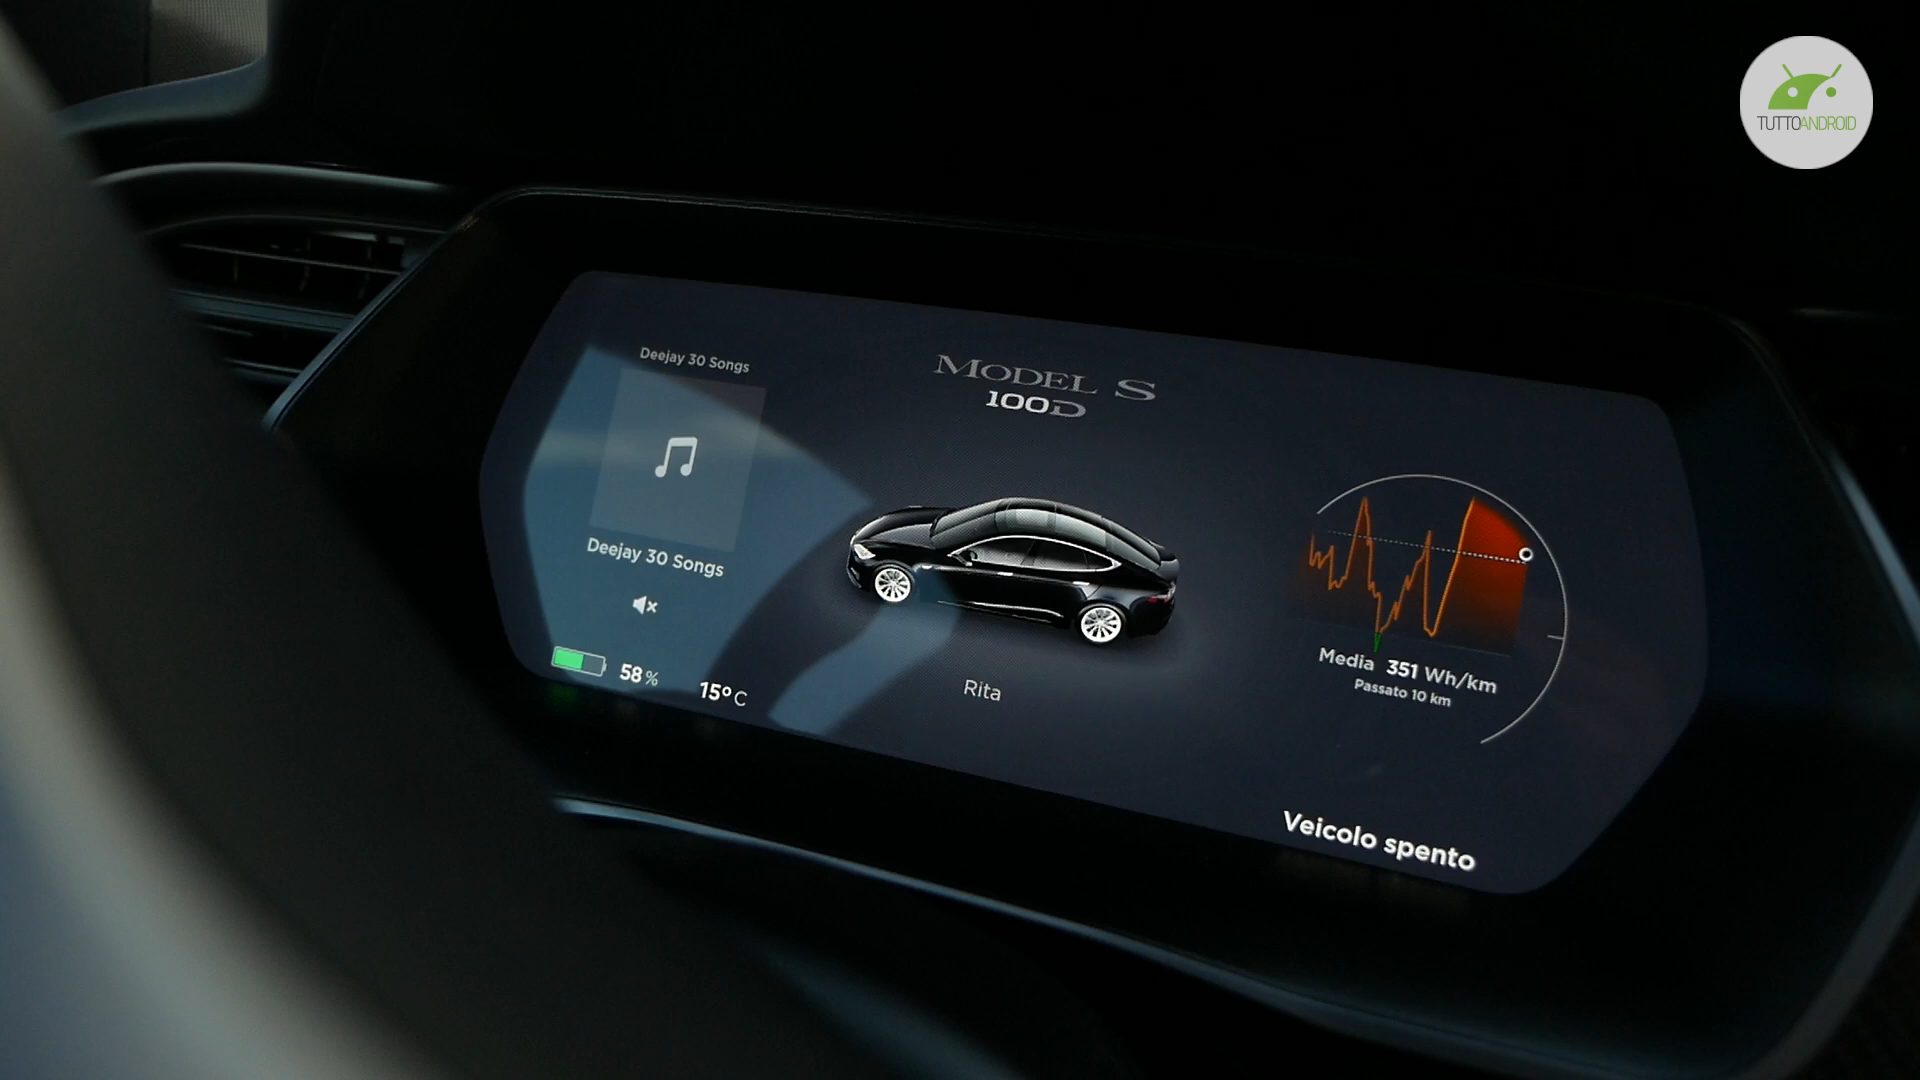 TUTTOANDROID
Deejay 30 Songs
Deejay 30 Songs
58%
15°C
MODEL S
100D
Rita
Media 351 Wh/km
Passato 10 km
Veicolo spento